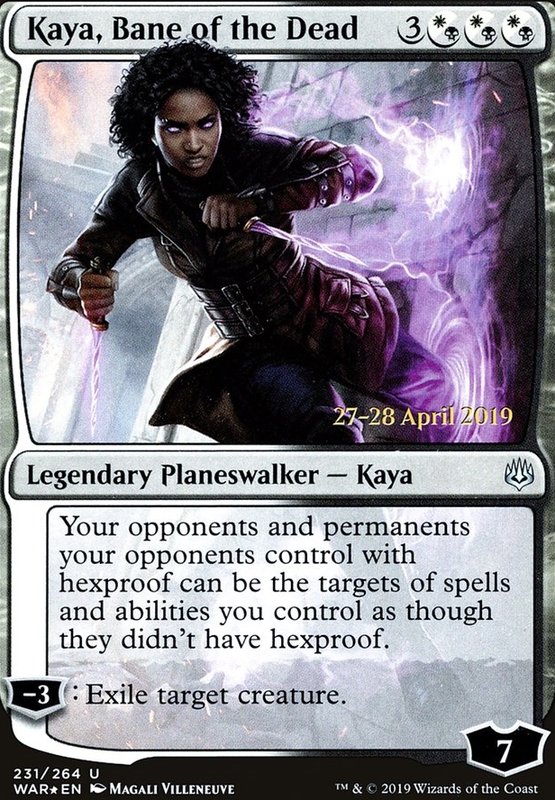 Kaya, Bane of the Dead 3
27-28 April 2019
Legendary Planeswalker — Kaya
Your opponents and permanents
your opponents control with
hexproof can be the targets of spells
and abilities you control as though
they didn't have hexproof.
-3 : Exile target creature.
7
231/264 U
WAR★EN Magali Villeneuve
™ & © 2019 Wizards of the Coast